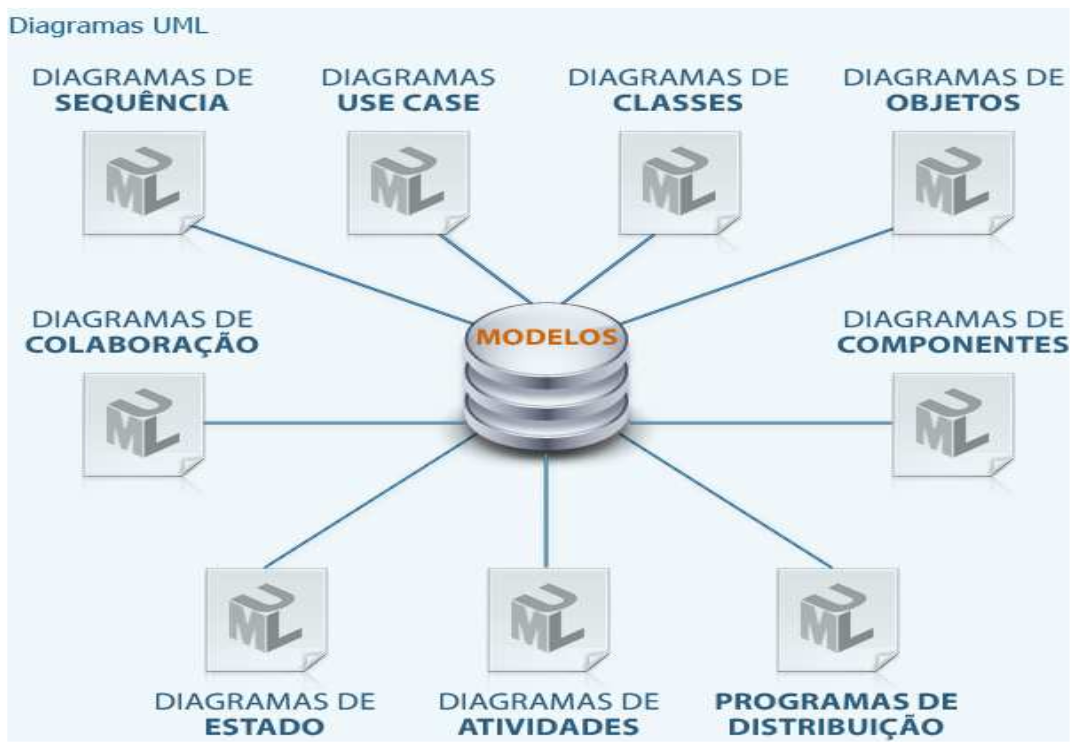 Diagramas UML
DIAGRAMAS DE
SEQUÊNCIA
DIAGRAMAS
USE CASE
DIAGRAMAS DE
CLASSES
DIAGRAMAS DE
OBJETOS
UML
UML
UML
UML
DIAGRAMAS DE
COLABORAÇÃO
MODELOS
DIAGRAMAS DE
COMPONENTES
UML
UML
UML
UML
UML
DIAGRAMAS DE
ESTADO
DIAGRAMAS DE
ATIVIDADES
PROGRAMAS DE
DISTRIBUIÇÃO